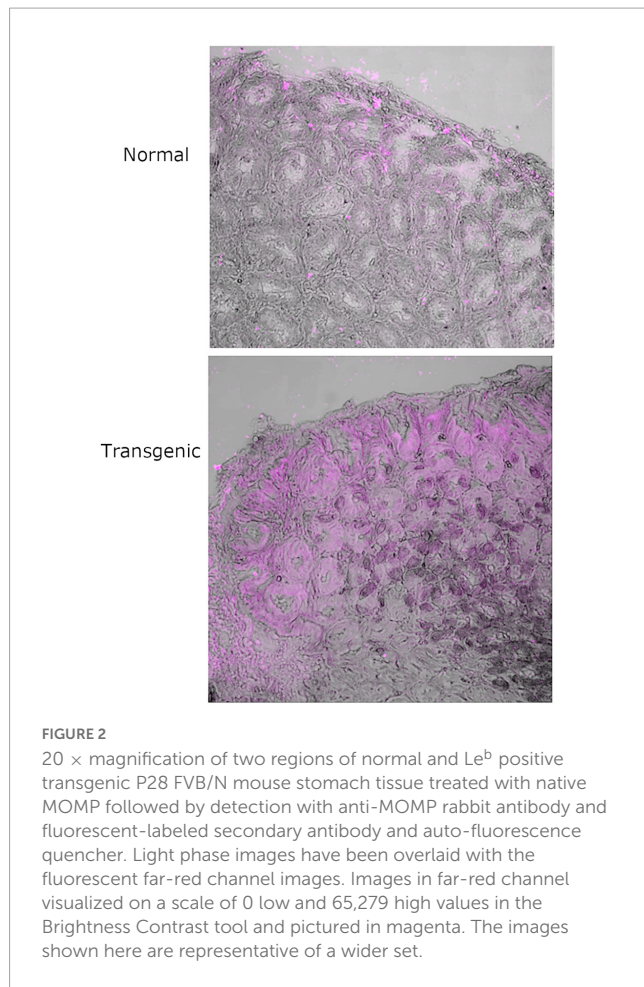 Normal
Transgenic
FIGURE 2
20 × magnification of two regions of normal and Leᵇ positive
transgenic P28 FVB/N mouse stomach tissue treated with native
MOMP followed by detection with anti-MOMP rabbit antibody and
fluorescent-labeled secondary antibody and auto-fluorescence
quencher. Light phase images have been overlaid with the
fluorescent far-red channel images. Images in far-red channel
visualized on a scale of 0 low and 65,279 high values in the
Brightness Contrast tool and pictured in magenta. The images
shown here are representative of a wider set.